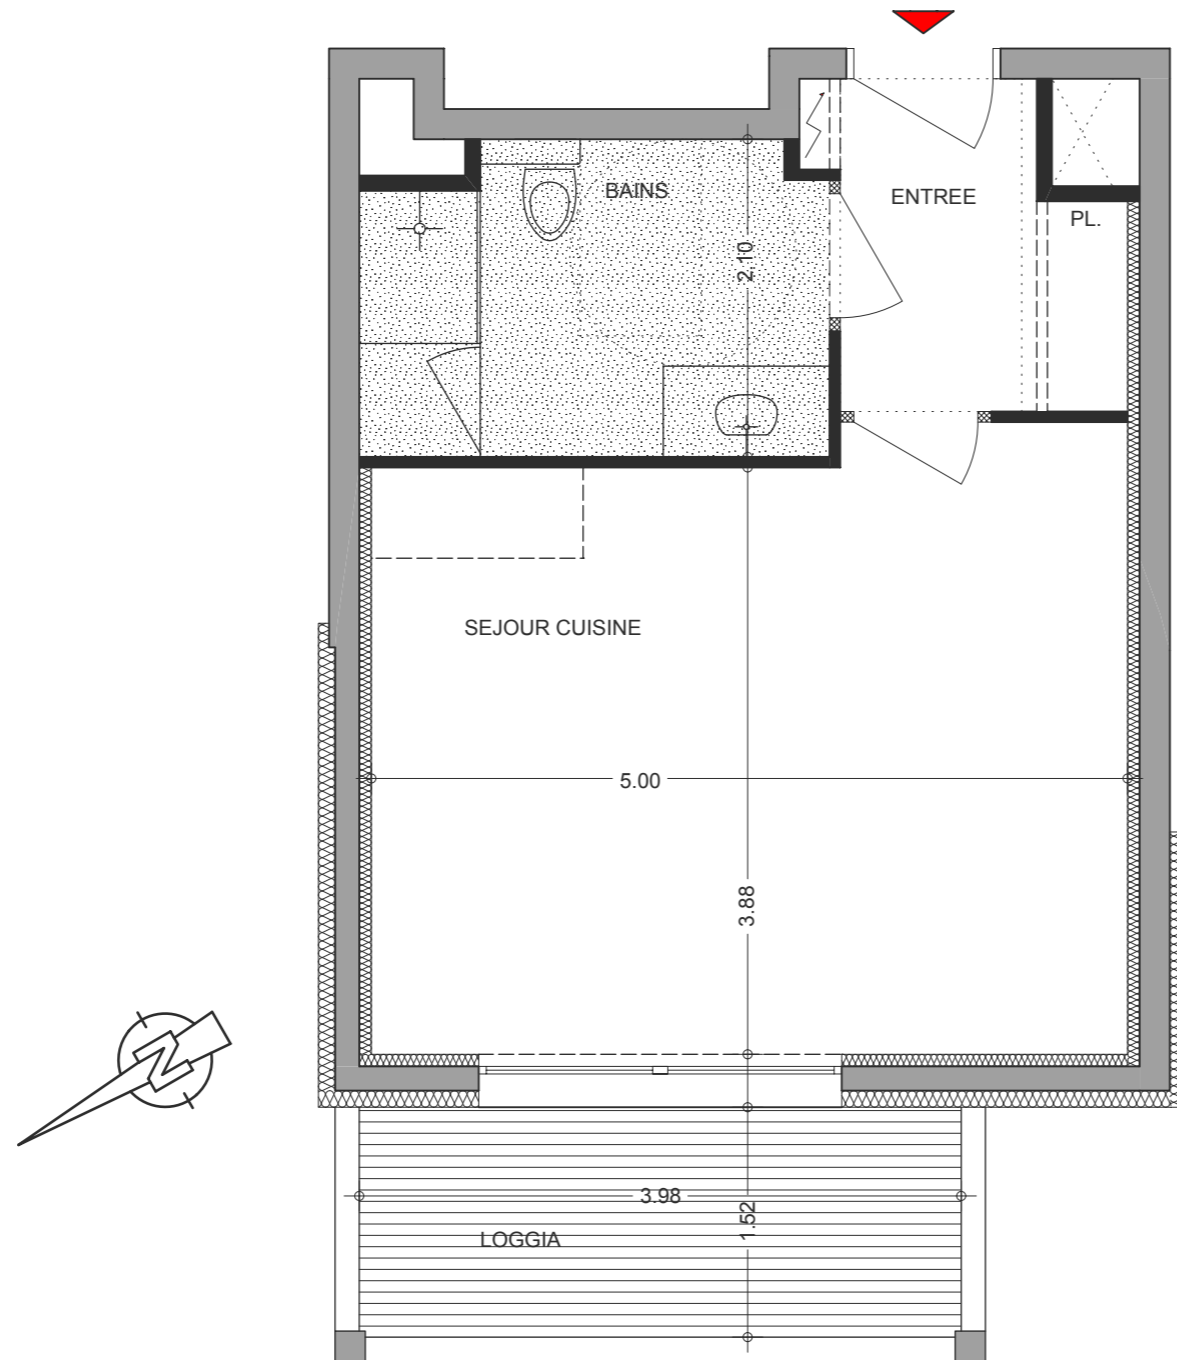 BAINS
ENTREE
PL.
2.10
SEJOUR CUISINE
5.00
3.88
N
3.98
1.52
LOGGIA